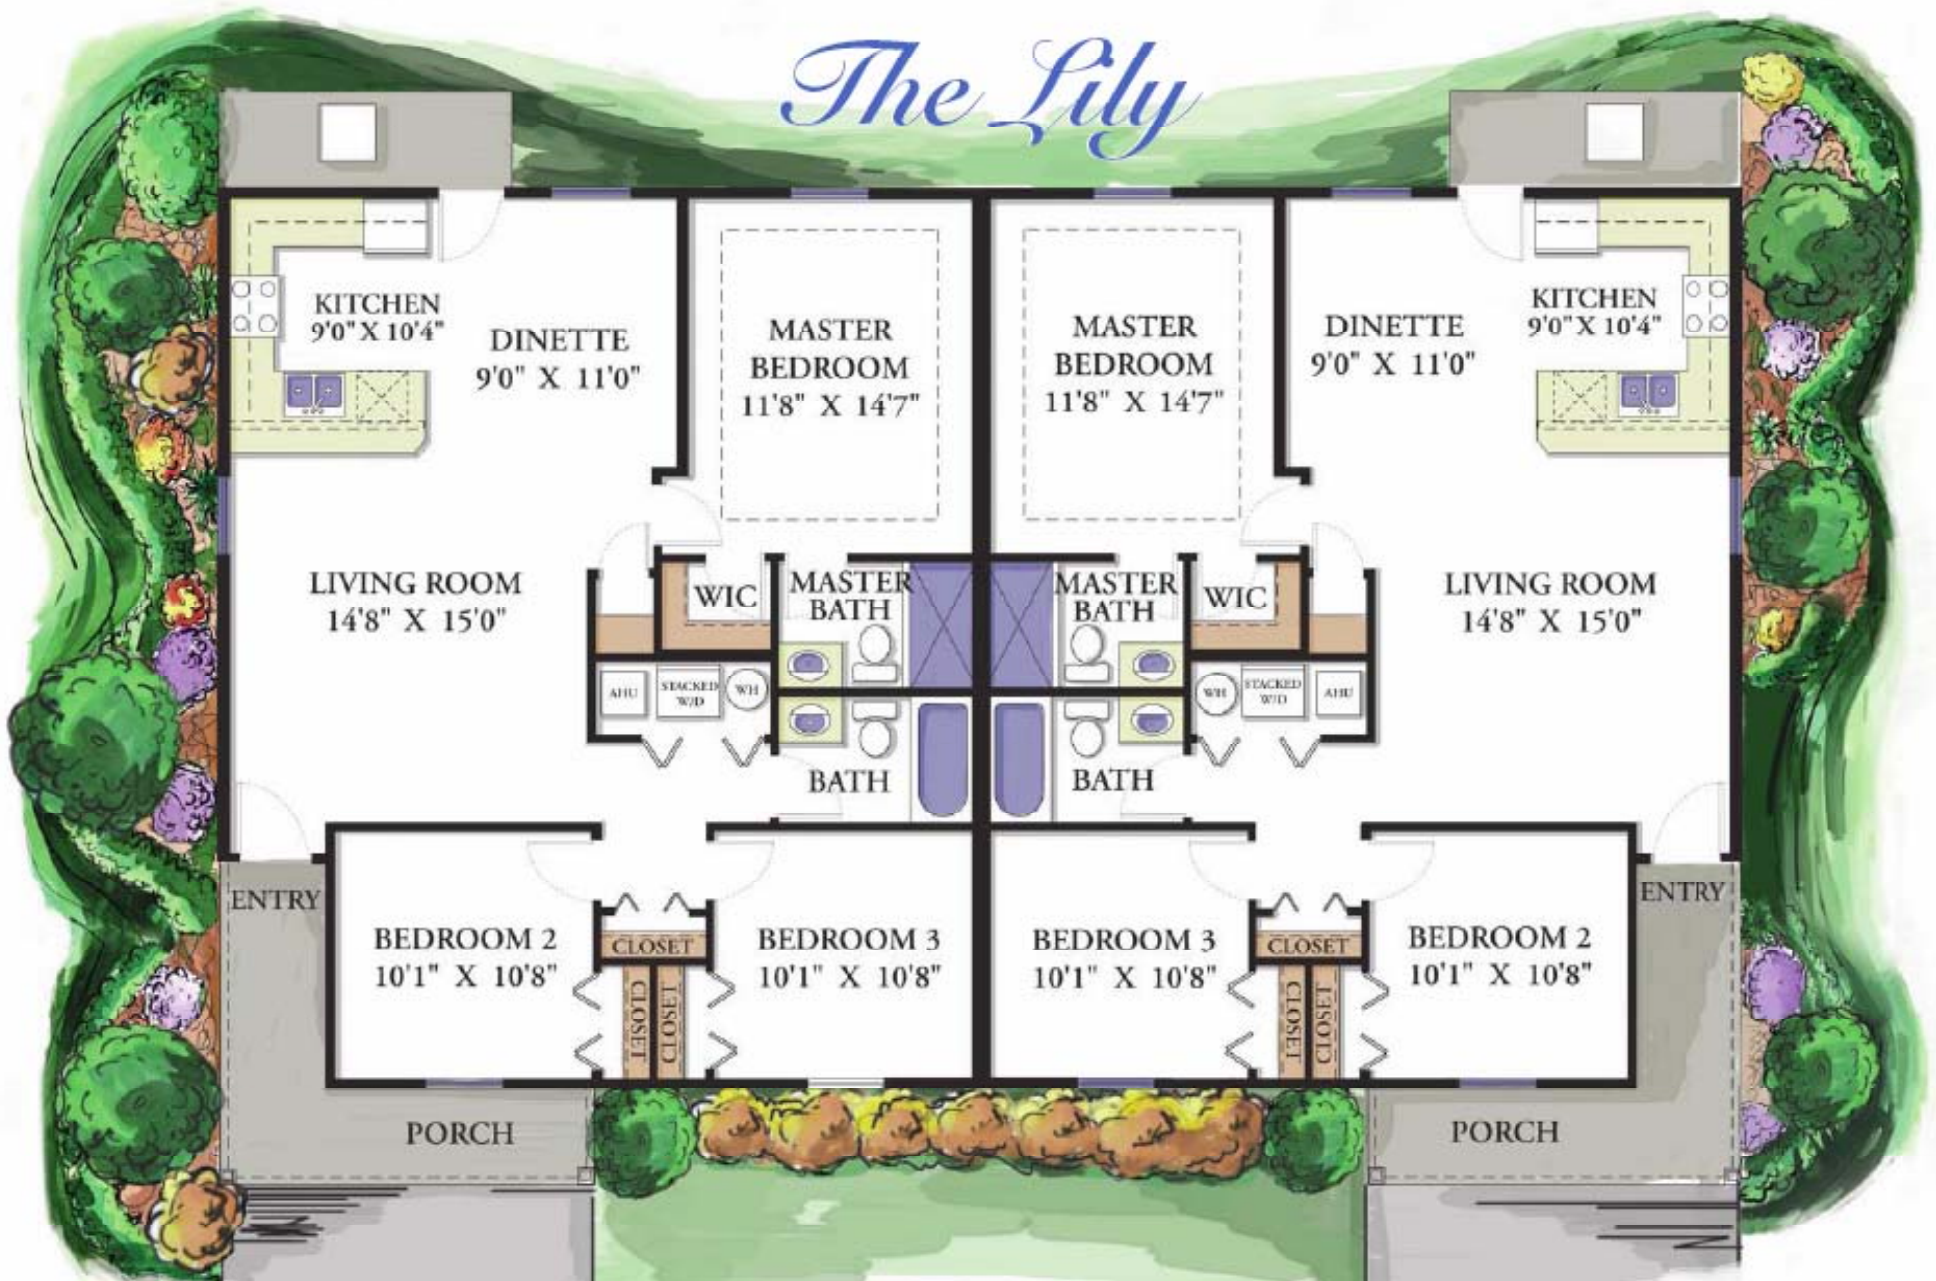 The Lily
KITCHEN
9'0" X 10'4"
DINETTE
9'0" X 11'0"
MASTER
BEDROOM
11'8" X 14'7"
MASTER
BEDROOM
11'8" X 14'7"
DINETTE
9'0" X 11'0"
KITCHEN
9'0" X 10'4"
LIVING ROOM
14'8" X 15'0"
WIC
MASTER
BATH
MASTER
BATH
WIC
LIVING ROOM
14'8" X 15'0"
AHU
STACKED
W/D
WH
WH
STACKED
W/D
AHU
BATH
BATH
ENTRY
BEDROOM 2
10'1" X 10'8"
CLOSET
CLOSET
CLOSET
BEDROOM 3
10'1" X 10'8"
BEDROOM 3
10'1" X 10'8"
CLOSET
CLOSET
CLOSET
BEDROOM 2
10'1" X 10'8"
ENTRY
PORCH
PORCH